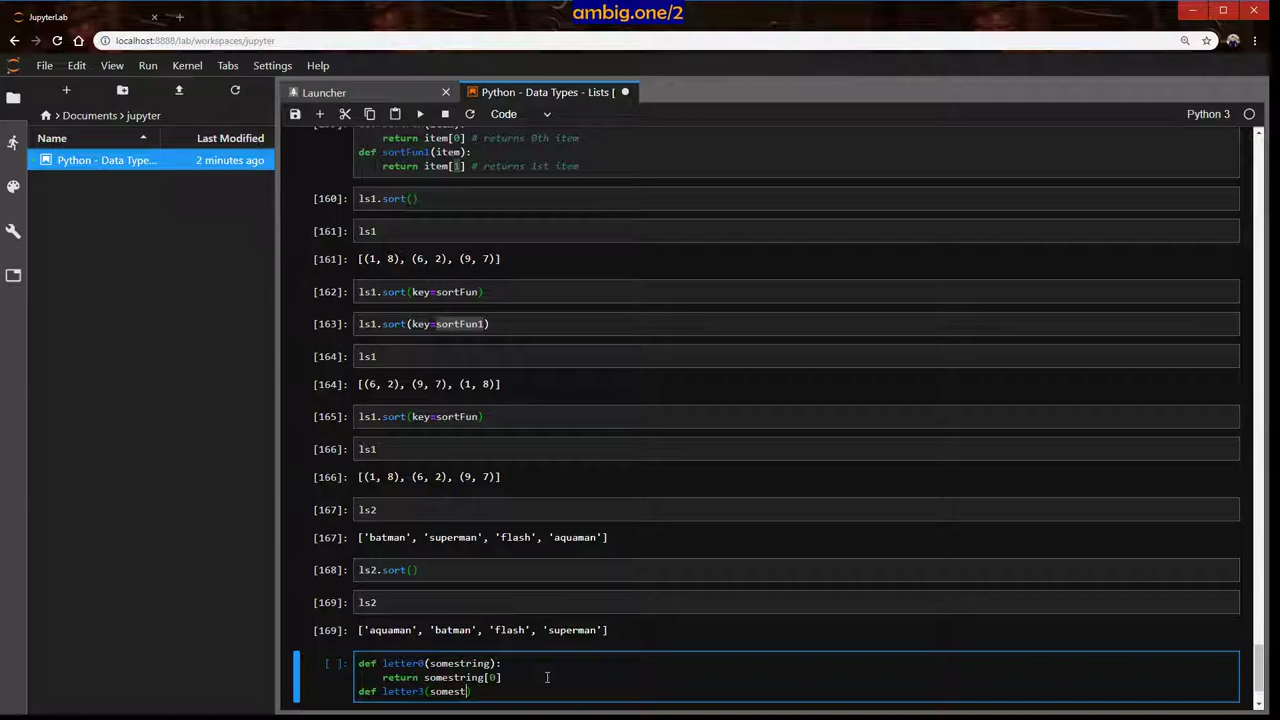 ambig.one/2
JupyterLab
localhost:8888/lab/workspaces/jupyter
File Edit View Run Kernel Tabs Settings Help
Documents jupyter
Name Last Modified
Python - Data Type... 2 minutes ago
Launcher
Python - Data Types - Lists [
Code
Python 3
return item[0] # returns 0th item
def sortFun1(item):
return item[1] # returns 1st item
[160]: ls1.sort()
[161]: ls1
[161]: [(1, 8), (6, 2), (9, 7)]
[162]: ls1.sort(key=sortFun)
[163]: ls1.sort(key=sortFun1)
[164]: ls1
[164]: [(6, 2), (9, 7), (1, 8)]
[165]: ls1.sort(key=sortFun)
[166]: ls1
[166]: [(1, 8), (6, 2), (9, 7)]
[167]: ls2
[167]: ['batman', 'superman', 'flash', 'aquaman']
[168]: ls2.sort()
[169]: ls2
[169]: ['aquaman', 'batman', 'flash', 'superman']
[ ]: def letter0(somestring):
return somestring[0]
def letter3(somest)